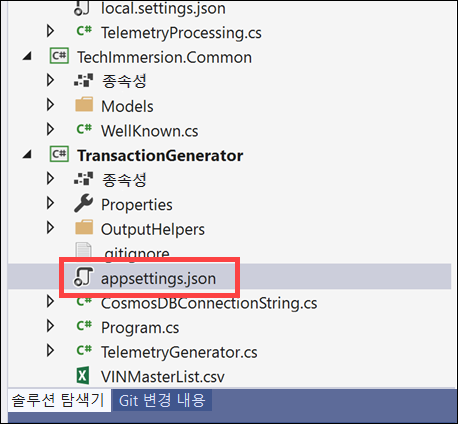 local.settings.json
TelemetryProcessing.cs
TechImmersion.Common
종속성
Models
WellKnown.cs
TransactionGenerator
종속성
Properties
OutputHelpers
.gitignore
appsettings.json
CosmosDBConnectionString.cs
Program.cs
TelemetryGenerator.cs
VINMasterList.csv
솔루션 탐색기 Git 변경 내용